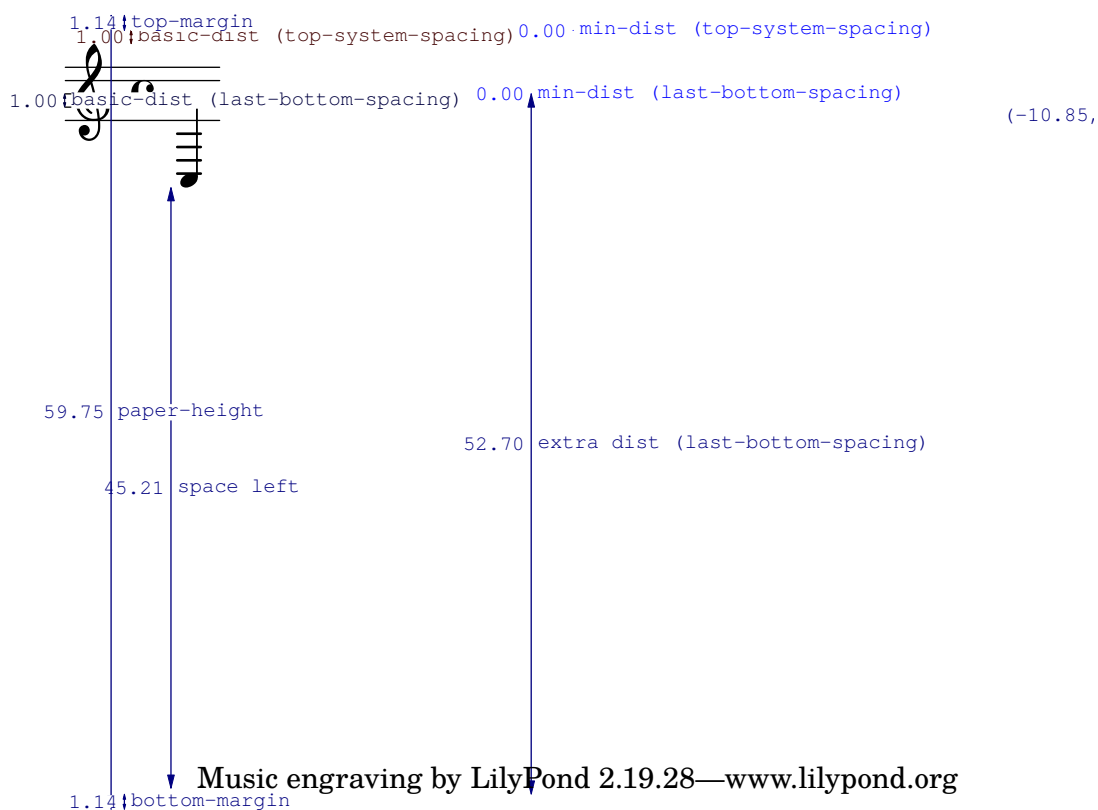 1.14 top-margin
1.00 basic-dist (top-system-spacing) 0.00 min-dist (top-system-spacing)
1.00 basic-dist (last-bottom-spacing) 0.00 min-dist (last-bottom-spacing)
(-10.85,
59.75 paper-height
52.70 extra dist (last-bottom-spacing)
45.21 space left
Music engraving by LilyPond 2.19.28—www.lilypond.org
1.14 bottom-margin